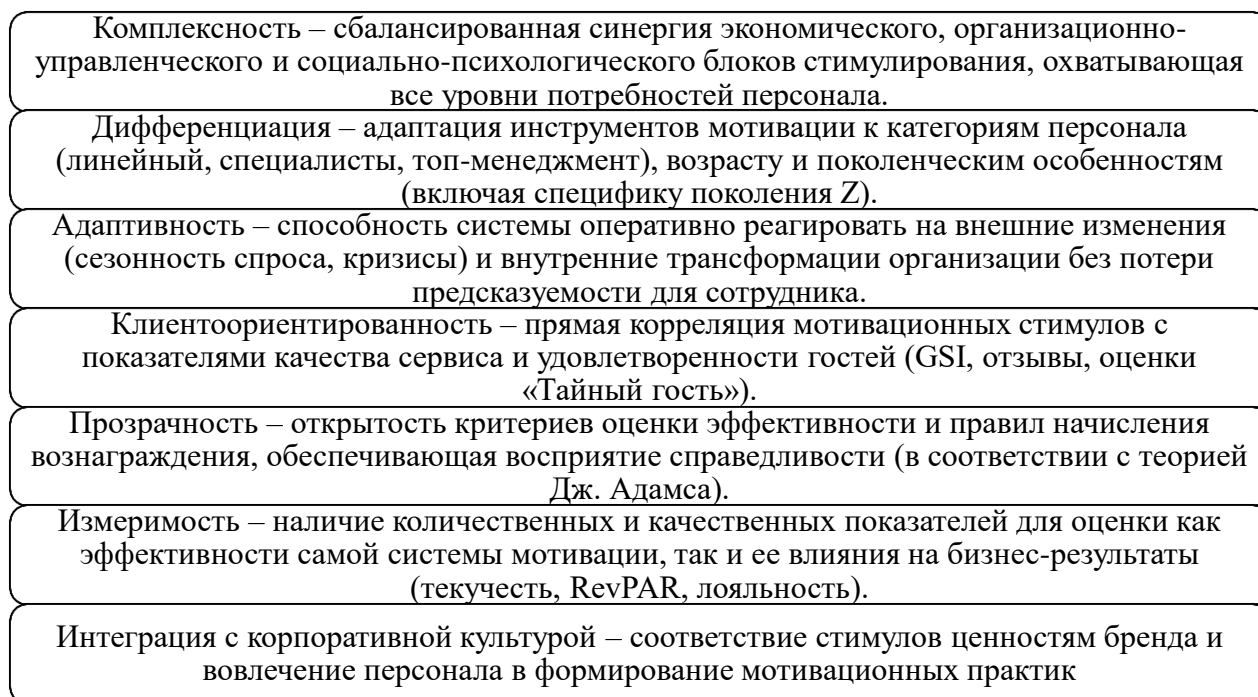 Комплексность – сбалансированная синергия экономического, организационно-
управленческого и социально-психологического блоков стимулирования, охватывающая
все уровни потребностей персонала.
Дифференциация – адаптация инструментов мотивации к категориям персонала
(линейный, специалисты, топ-менеджмент), возрасту и поколенческим особенностям
(включая специфику поколения Z).
Адаптивность – способность системы оперативно реагировать на внешние изменения
(сезонность спроса, кризисы) и внутренние трансформации организации без потери
предсказуемости для сотрудника.
Клиентоориентированность – прямая корреляция мотивационных стимулов с
показателями качества сервиса и удовлетворенности гостей (GSI, отзывы, оценки
«Тайный гость»).
Прозрачность – открытость критериев оценки эффективности и правил начисления
вознаграждения, обеспечивающая восприятие справедливости (в соответствии с теорией
Дж. Адамса).
Измеримость – наличие количественных и качественных показателей для оценки как
эффективности самой системы мотивации, так и ее влияния на бизнес-результаты
(текучесть, RevPAR, лояльность).
Интеграция с корпоративной культурой – соответствие стимулов ценностям бренда и
вовлечение персонала в формирование мотивационных практик